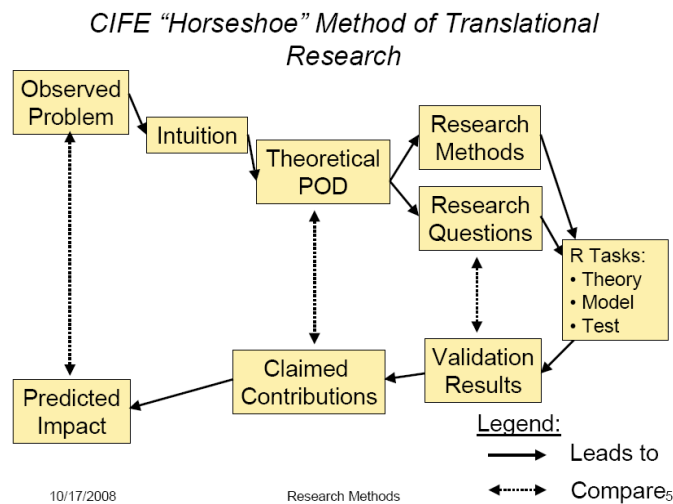 CIFE “Horseshoe” Method of Translational
Research
Observed
Problem
Intuition
Theoretical
POD
Research
Methods
Research
Questions
R Tasks:
• Theory
• Model
• Test
Validation
Results
Claimed
Contributions
Predicted
Impact
Legend:
Leads to
Compare
10/17/2008
Research Methods
5